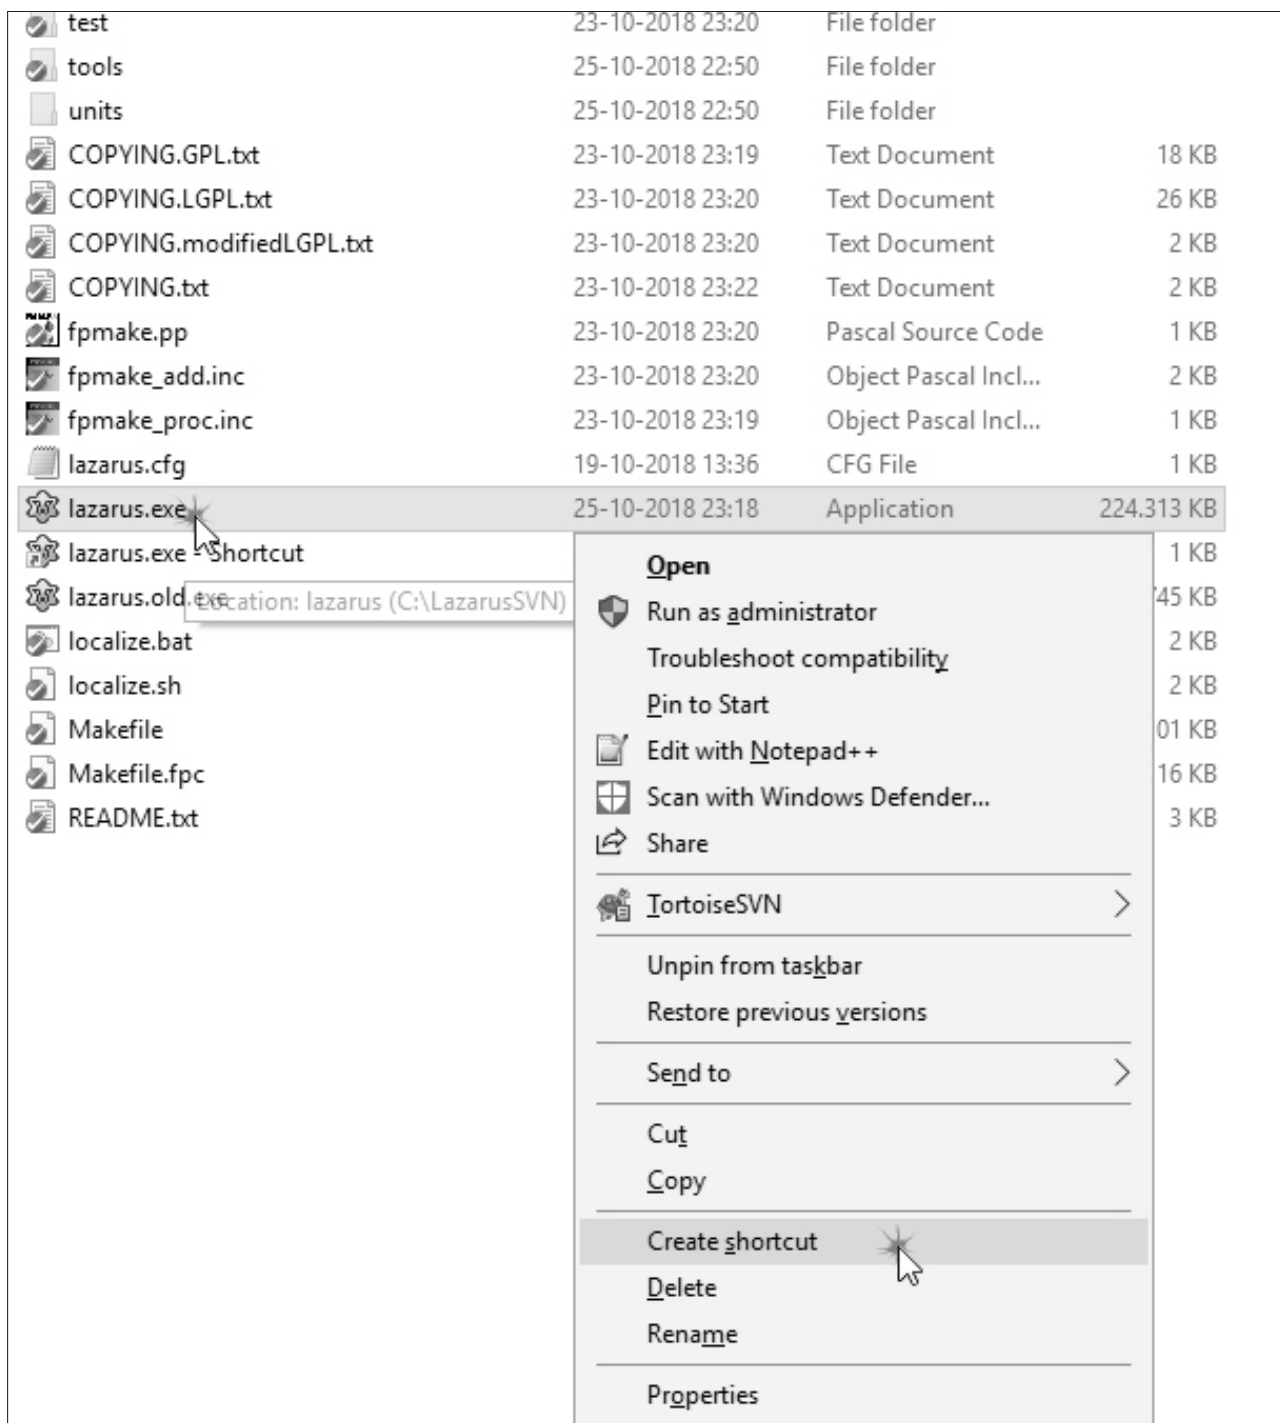 test 23-10-2018 23:20 File folder
tools 25-10-2018 22:50 File folder
units 25-10-2018 22:50 File folder
COPYING.GPL.txt 23-10-2018 23:19 Text Document 18 KB
COPYING.LGPL.txt 23-10-2018 23:20 Text Document 26 KB
COPYING.modifiedLGPL.txt 23-10-2018 23:20 Text Document 2 KB
COPYING.txt 23-10-2018 23:22 Text Document 2 KB
fpmake.pp 23-10-2018 23:20 Pascal Source Code 1 KB
fpmake_add.inc 23-10-2018 23:20 Object Pascal Incl... 2 KB
fpmake_proc.inc 23-10-2018 23:19 Object Pascal Incl... 1 KB
lazarus.cfg 19-10-2018 13:36 CFG File 1 KB
lazarus.exe 25-10-2018 23:18 Application 224.313 KB
lazarus.exe - Shortcut 1 KB
lazarus.old.exe 745 KB
Location: lazarus (C:\LazarusSVN)
localize.bat 2 KB
localize.sh 2 KB
Makefile 01 KB
Makefile.fpc 16 KB
README.txt 3 KB
Open
Run as administrator
Troubleshoot compatibility
Pin to Start
Edit with Notepad++
Scan with Windows Defender...
Share
TortoiseSVN
Unpin from taskbar
Restore previous versions
Send to
Cut
Copy
Create shortcut
Delete
Rename
Properties